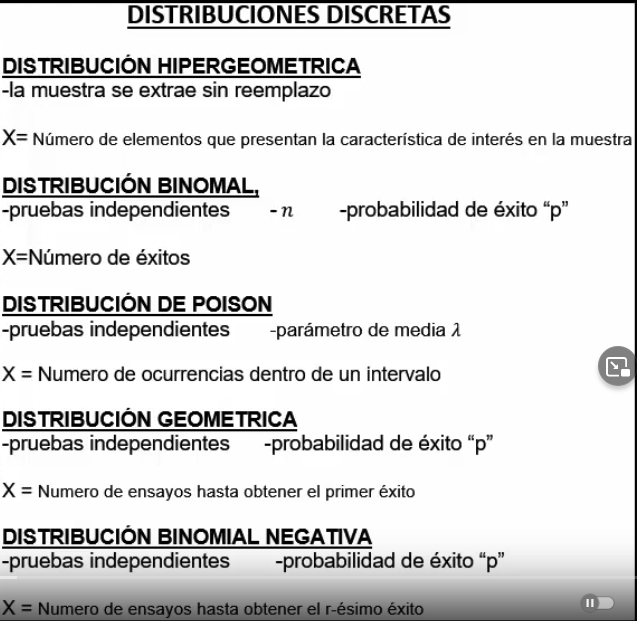 DISTRIBUCIONES DISCRETAS
DISTRIBUCIÓN HIPERGEOMETRICA
-la muestra se extrae sin reemplazo
X= Número de elementos que presentan la característica de interés en la muestra
DISTRIBUCIÓN BINOMAL,
-pruebas independientes - n -probabilidad de éxito “p”
X=Número de éxitos
DISTRIBUCIÓN DE POISON
-pruebas independientes -parámetro de media λ
X = Numero de ocurrencias dentro de un intervalo
DISTRIBUCIÓN GEOMETRICA
-pruebas independientes -probabilidad de éxito “p”
X = Numero de ensayos hasta obtener el primer éxito
DISTRIBUCIÓN BINOMIAL NEGATIVA
-pruebas independientes -probabilidad de éxito “p”
X = Numero de ensayos hasta obtener el r-ésimo éxito